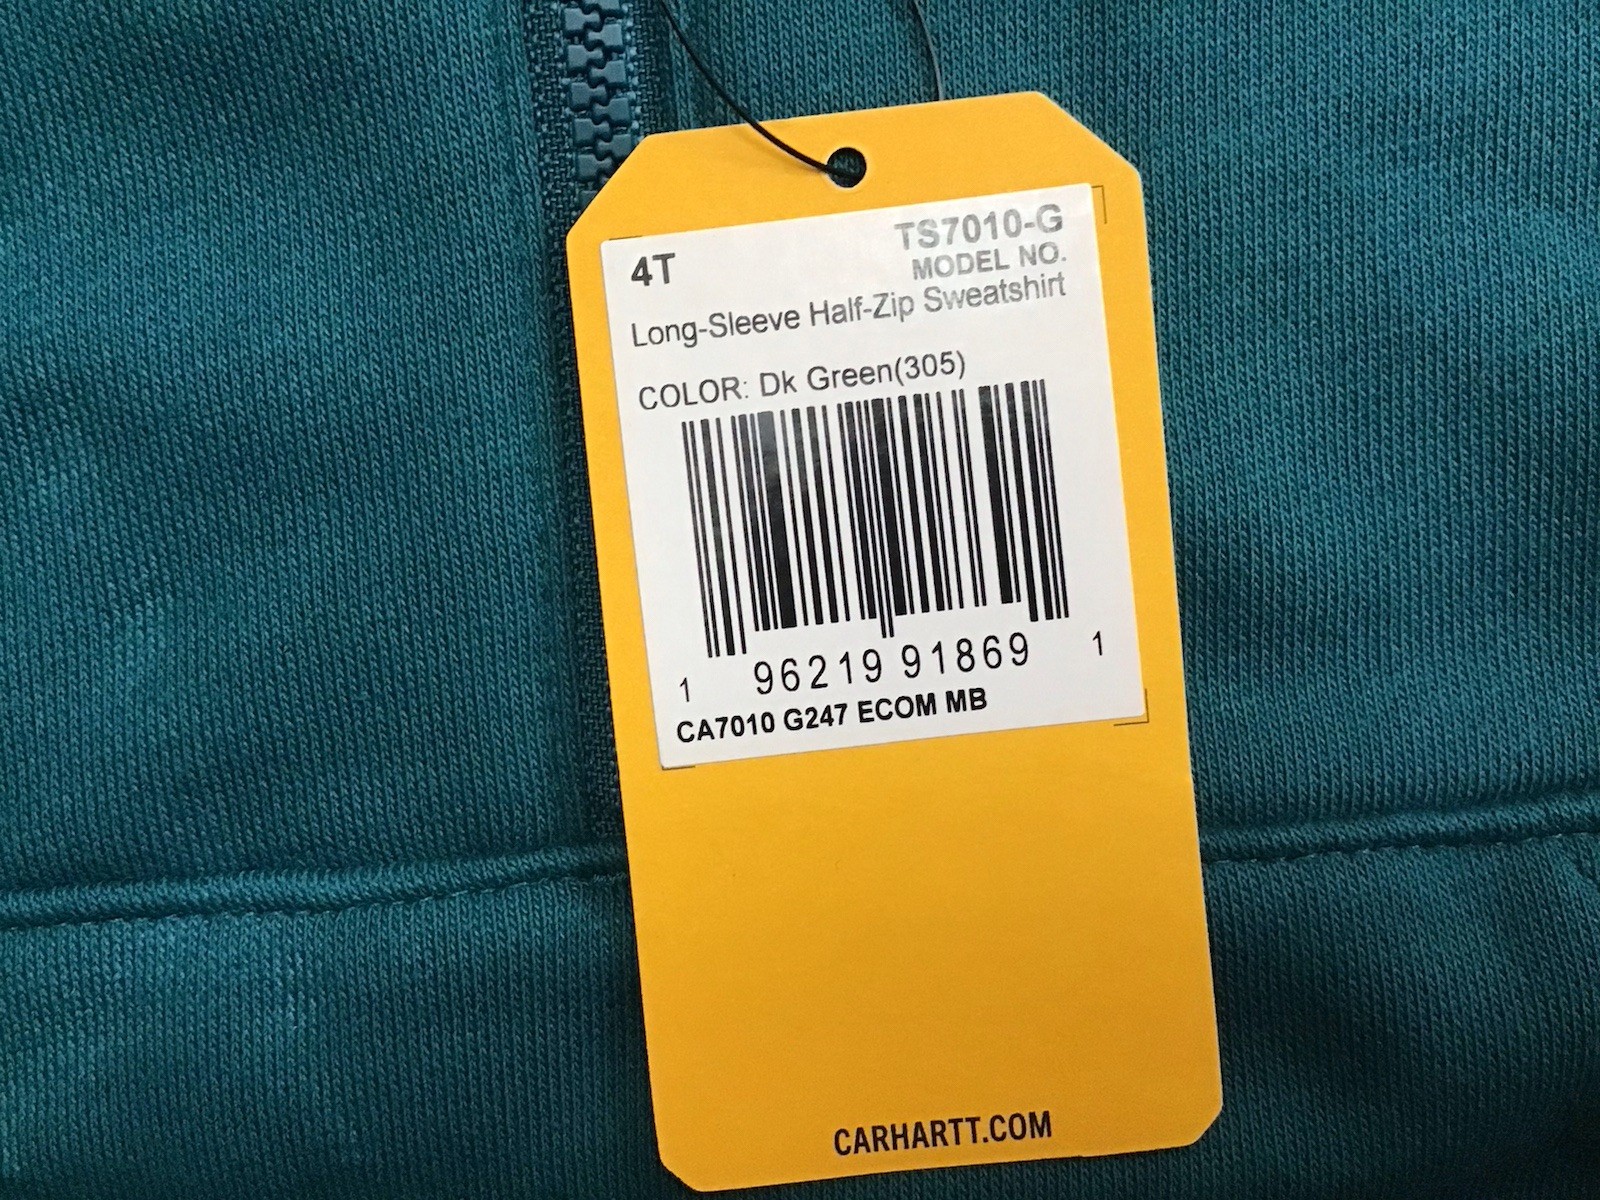 4T
TS7010-G
MODEL NO.
Long-Sleeve Half-Zip Sweatshirt
COLOR: Dk Green(305)
1 96219 91869 1
CA7010 G247 ECOM MB
CARHARTT.COM